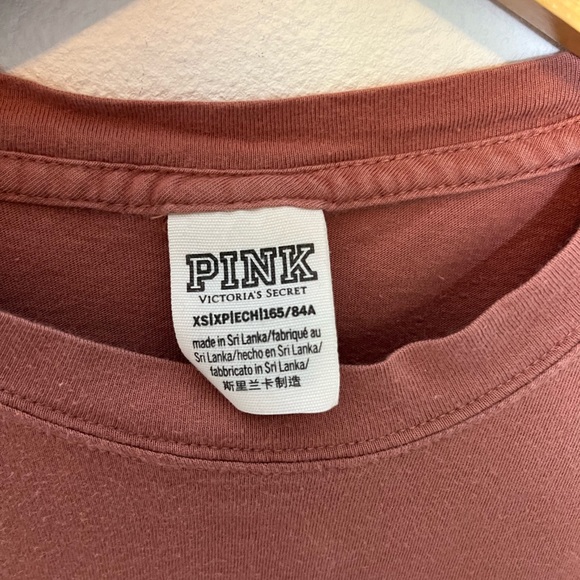 PINK
VICTORIA'S SECRET
XS|XP|ECH|165/84A
made in Sri Lanka/fabriqué au
Sri Lanka/hecho en Sri Lanka/
fabbricato in Sri Lanka/
斯里兰卡制造